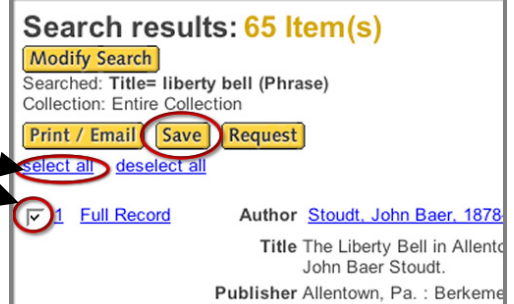 Search results: 65 Item(s)
Modify Search
Searched: Title= liberty bell (Phrase)
Collection: Entire Collection
Print / Email Save Request
select all deselect all
1 Full Record Author Stoudt, John Baer, 1878-
Title The Liberty Bell in Allento
John Baer Stoudt.
Publisher Allentown, Pa. : Berkeme